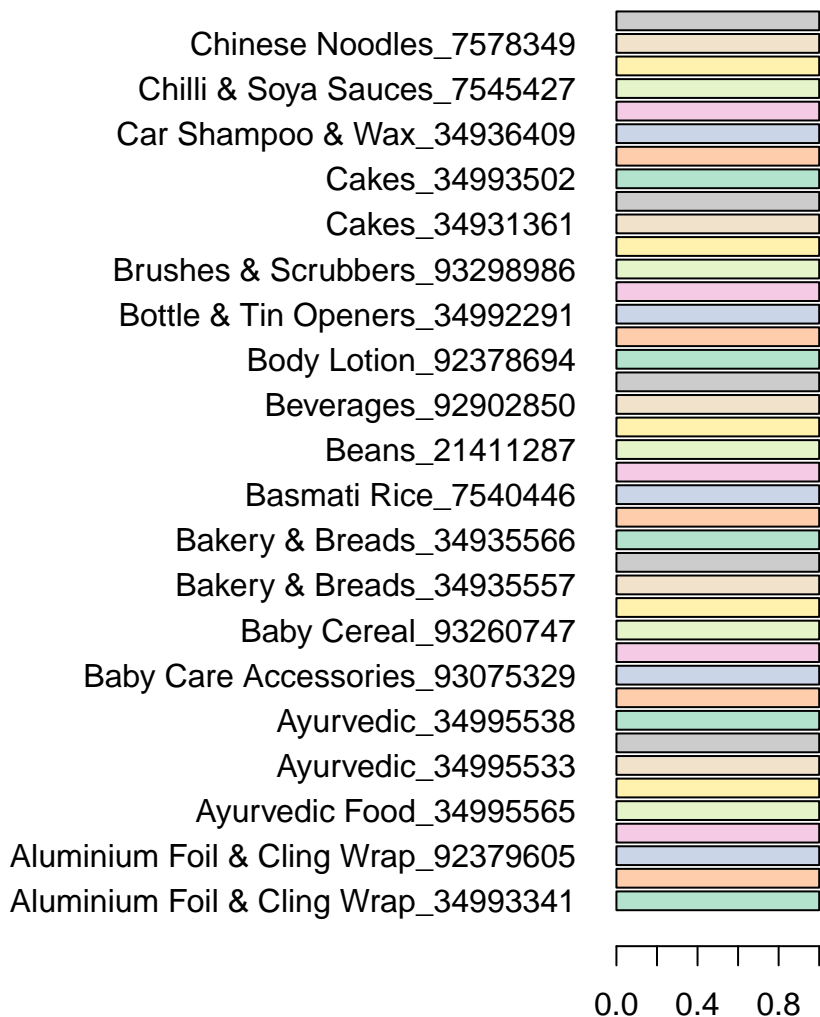 Chinese Noodles_7578349
Chilli & Soya Sauces_7545427
Car Shampoo & Wax_34936409
Cakes_34993502
Cakes_34931361
Brushes & Scrubbers_93298986
Bottle & Tin Openers_34992291
Body Lotion_92378694
Beverages_92902850
Beans_21411287
Basmati Rice_7540446
Bakery & Breads_34935566
Bakery & Breads_34935557
Baby Cereal_93260747
Baby Care Accessories_93075329
Ayurvedic_34995538
Ayurvedic_34995533
Ayurvedic Food_34995565
Aluminium Foil & Cling Wrap_92379605
Aluminium Foil & Cling Wrap_34993341
0.0 0.4 0.8